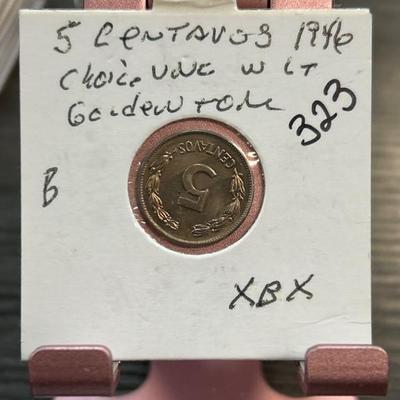 5 CENTAVOS 1946
Choice UNC W LT
Golden tone
323
5
CENTAVOS
B
XBX